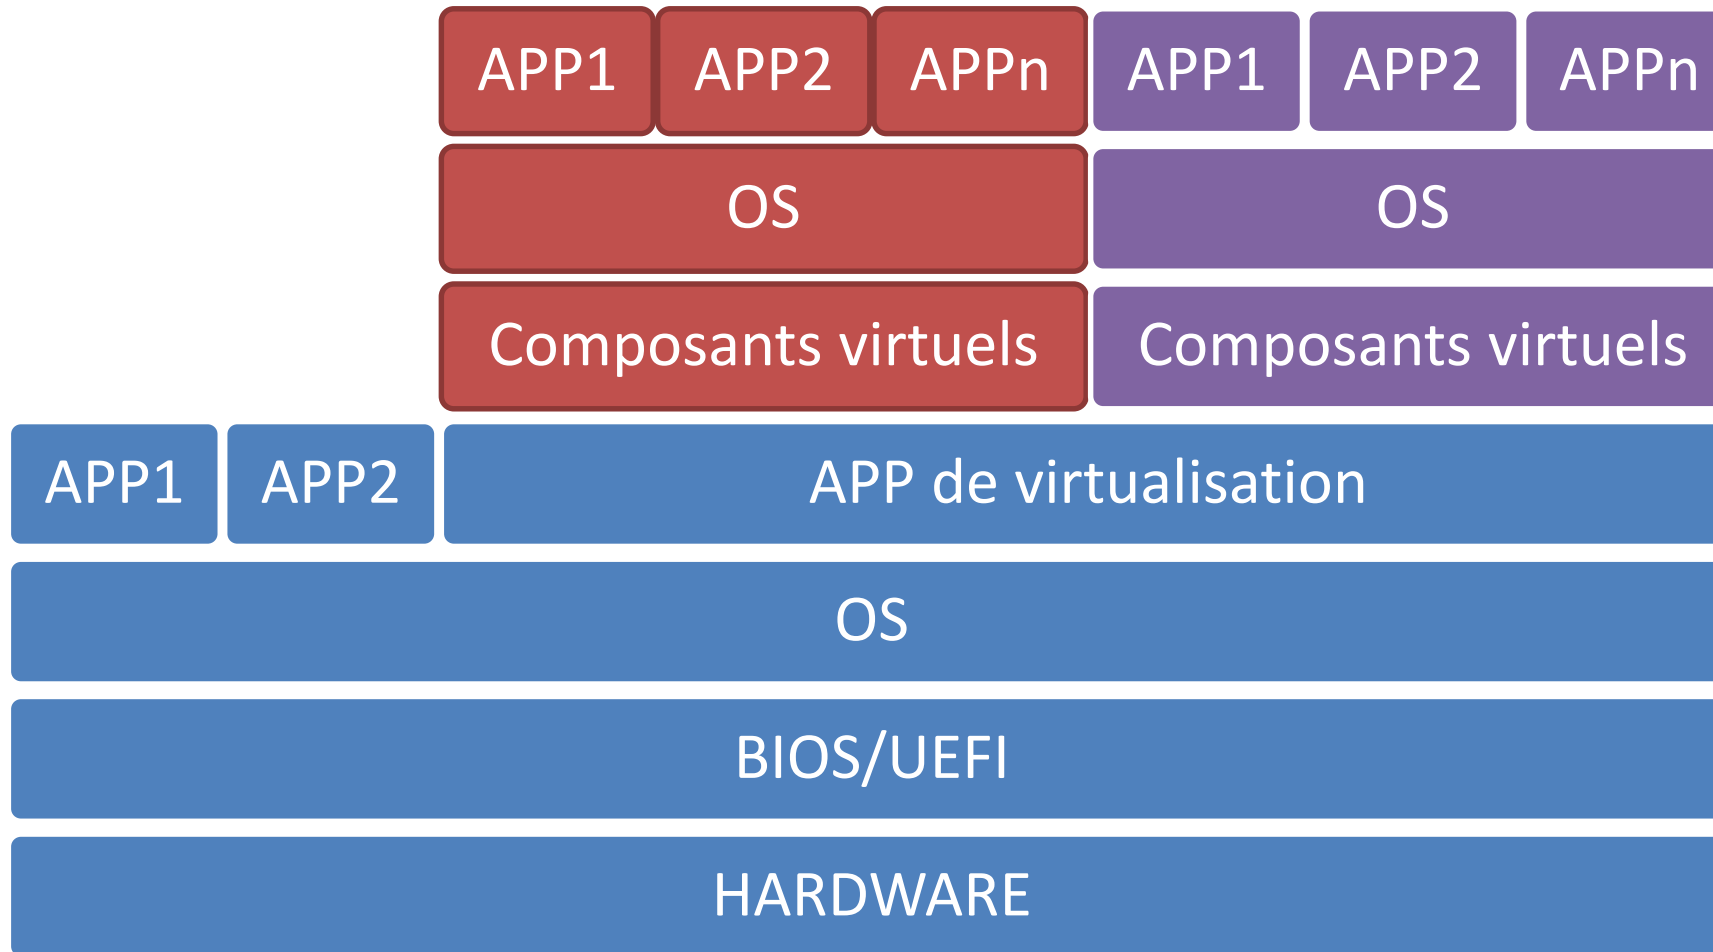 APP1 APP2 APPn APP1 APP2 APPn
OS OS
Composants virtuels Composants virtuels
APP1 APP2 APP de virtualisation
OS
BIOS/UEFI
HARDWARE